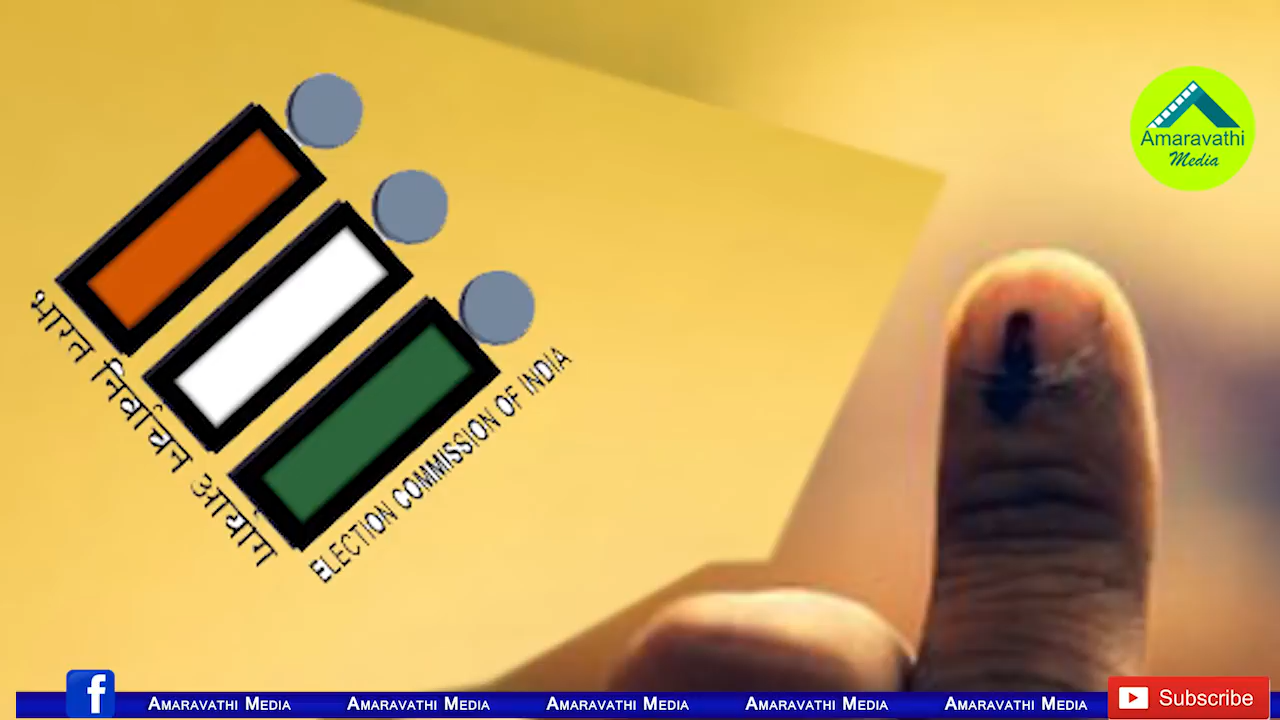 Amaravathi
Media
भारत निर्वाचन आयोग
ELECTION COMMISSION OF INDIA
f
AMARAVATHI MEDIA AMARAVATHI MEDIA AMARAVATHI MEDIA AMARAVATHI MEDIA AMARAVATHI MEDIA
Subscribe